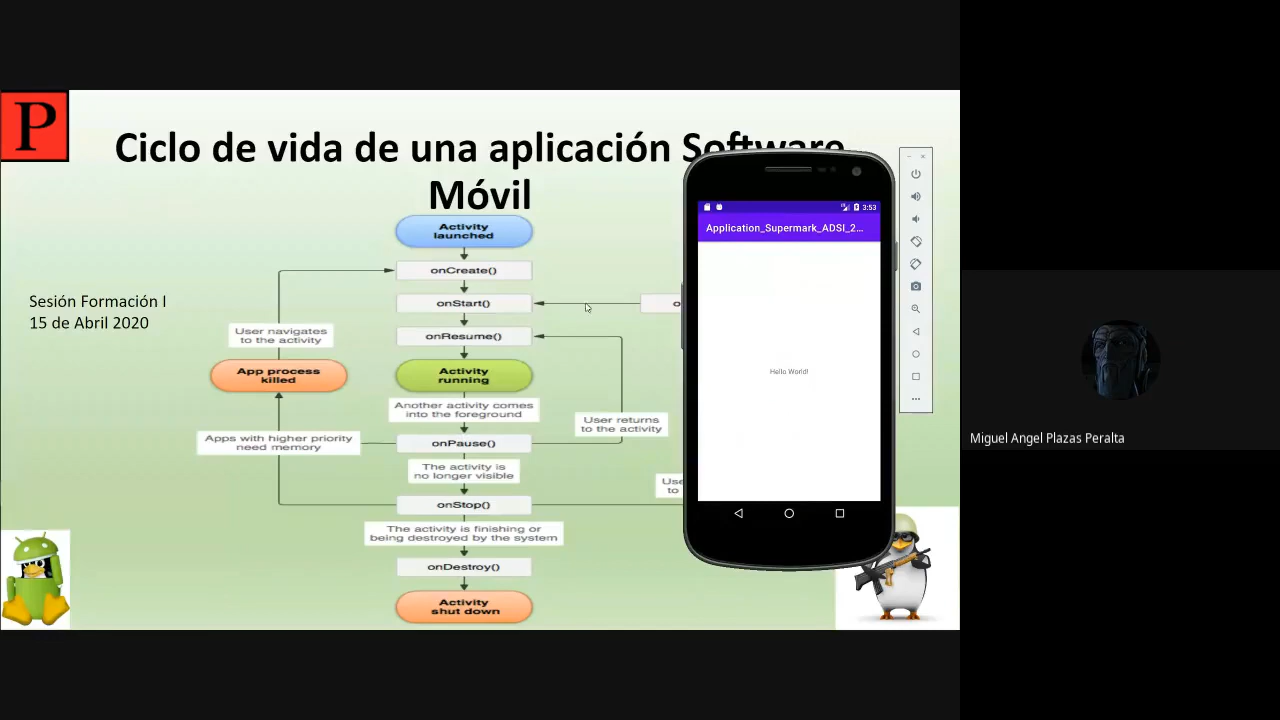 P
Ciclo de vida de una aplicación Software
Móvil
Sesión Formación I
15 de Abril 2020
Activity
launched
onCreate()
onStart()
onResume()
User navigates
to the activity
App process
killed
Activity
running
Another activity comes
into the foreground
User returns
to the activity
Apps with higher priority
need memory
onPause()
The activity is
no longer visible
onStop()
The activity is finishing or
being destroyed by the system
onDestroy()
Activity
shut down
3:53
Application_Supermark_ADSI_2...
Hello World!
Miguel Angel Plazas Peralta